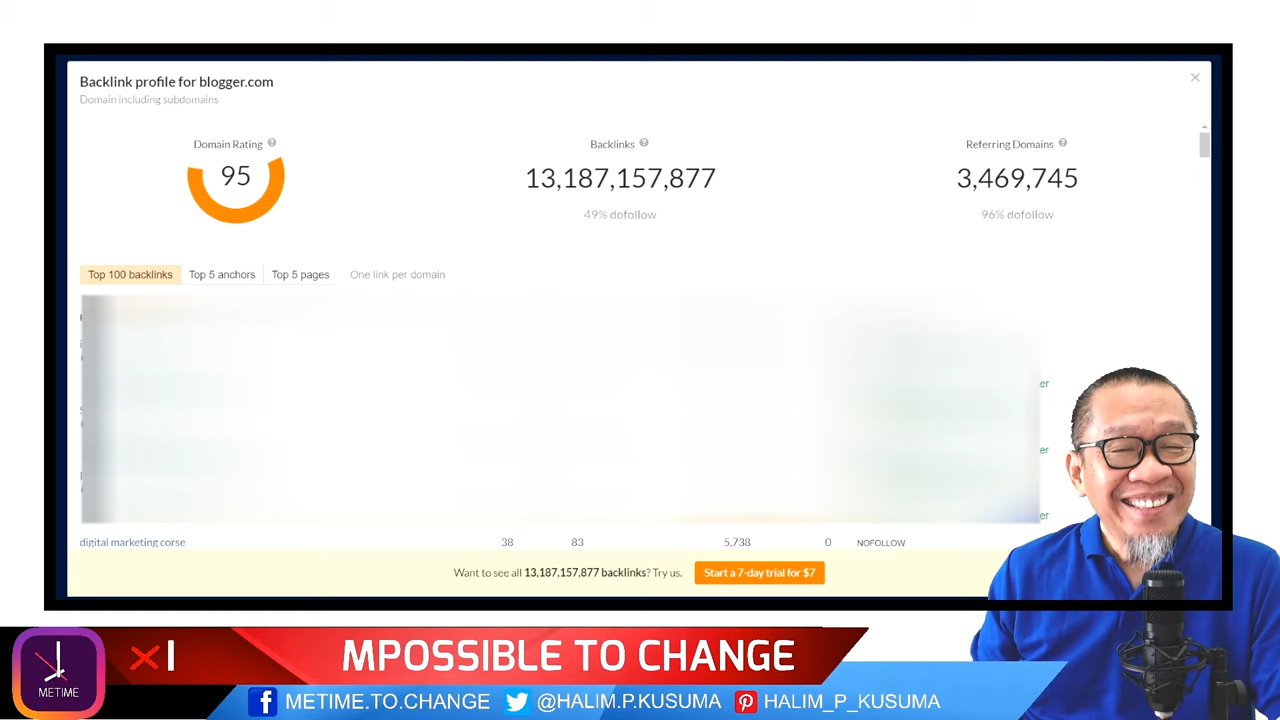 Backlink profile for blogger.com
Domain including subdomains
Domain Rating
95
Backlinks
13,187,157,877
49% dofollow
Referring Domains
3,469,745
96% dofollow
Top 100 backlinks Top 5 anchors Top 5 pages One link per domain
er
er
er
digital marketing corse 38 83 5,738 0 NOFOLLOW
Want to see all 13,187,157,877 backlinks? Try us. Start a 7-day trial for $7
METIME
I MPOSSIBLE TO CHANGE
METIME.TO.CHANGE @HALIM.P.KUSUMA HALIM_P_KUSUMA